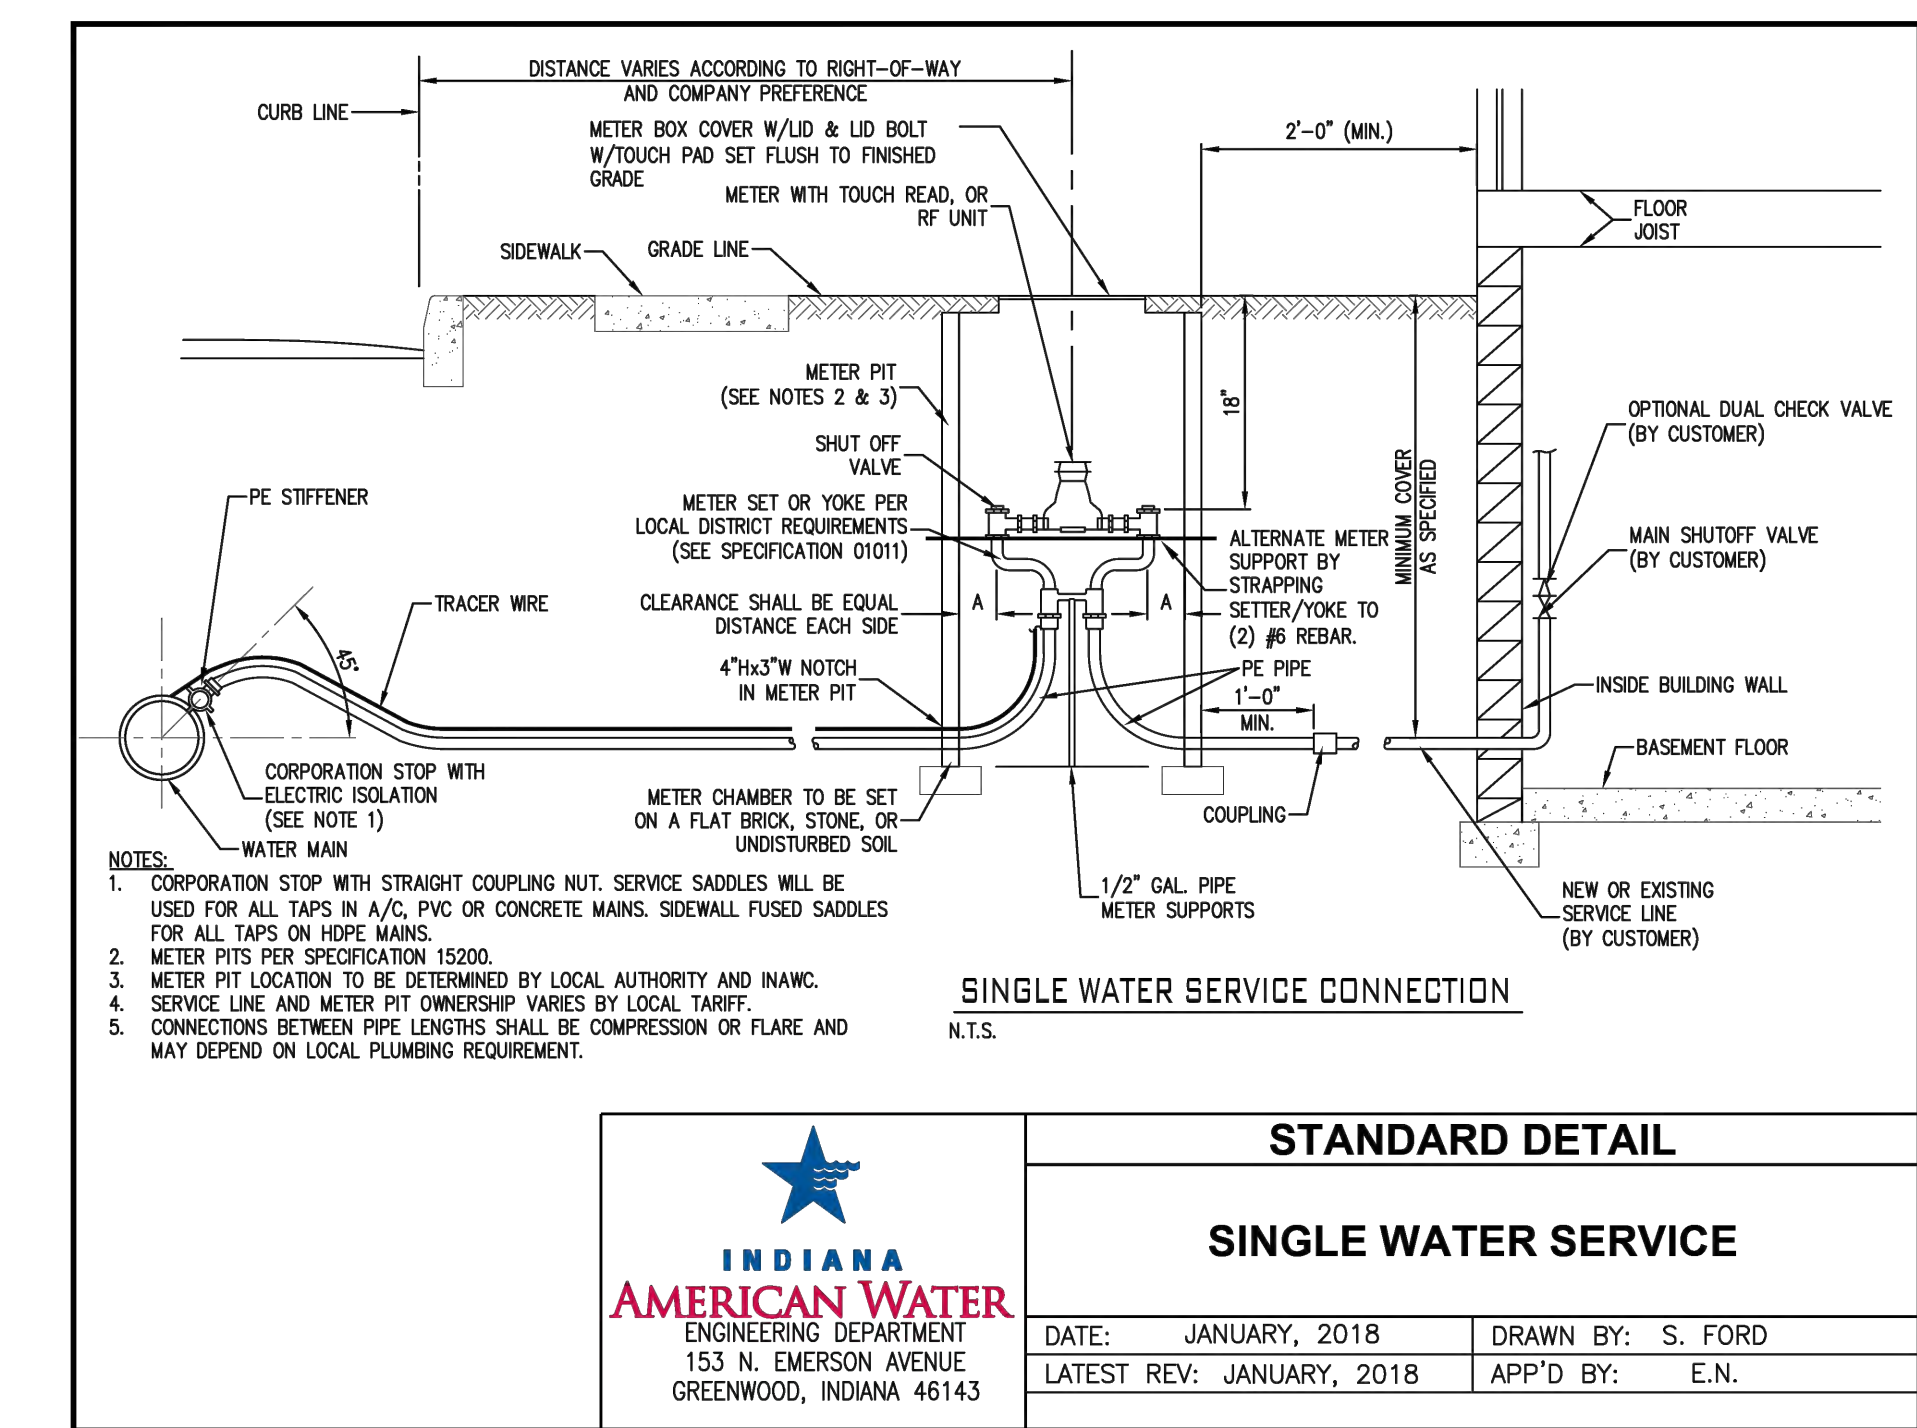 DISTANCE VARIES ACCORDING TO RIGHT-OF-WAY
AND COMPANY PREFERENCE
CURB LINE
METER BOX COVER W/LID & LID BOLT
W/TOUCH PAD SET FLUSH TO FINISHED
GRADE
2'-0" (MIN.)
METER WITH TOUCH READ, OR
RF UNIT
FLOOR
JOIST
SIDEWALK
GRADE LINE
METER PIT
(SEE NOTES 2 & 3)
18"
OPTIONAL DUAL CHECK VALVE
(BY CUSTOMER)
SHUT OFF
VALVE
MINIMUM COVER
AS SPECIFIED
PE STIFFENER
METER SET OR YOKE PER
LOCAL DISTRICT REQUIREMENTS
(SEE SPECIFICATION 01011)
ALTERNATE METER
SUPPORT BY
STRAPPING
SETTER/YOKE TO
(2) #6 REBAR.
MAIN SHUTOFF VALVE
(BY CUSTOMER)
TRACER WIRE
CLEARANCE SHALL BE EQUAL
DISTANCE EACH SIDE
A
A
45°
4"Hx3"W NOTCH
IN METER PIT
PE PIPE
1'-0"
MIN.
INSIDE BUILDING WALL
BASEMENT FLOOR
CORPORATION STOP WITH
ELECTRIC ISOLATION
(SEE NOTE 1)
METER CHAMBER TO BE SET
ON A FLAT BRICK, STONE, OR
UNDISTURBED SOIL
COUPLING
WATER MAIN
1/2" GAL. PIPE
METER SUPPORTS
NEW OR EXISTING
SERVICE LINE
(BY CUSTOMER)
NOTES:
1. CORPORATION STOP WITH STRAIGHT COUPLING NUT. SERVICE SADDLES WILL BE
USED FOR ALL TAPS IN A/C, PVC OR CONCRETE MAINS. SIDEWALL FUSED SADDLES
FOR ALL TAPS ON HDPE MAINS.
2. METER PITS PER SPECIFICATION 15200.
3. METER PIT LOCATION TO BE DETERMINED BY LOCAL AUTHORITY AND INAWC.
4. SERVICE LINE AND METER PIT OWNERSHIP VARIES BY LOCAL TARIFF.
5. CONNECTIONS BETWEEN PIPE LENGTHS SHALL BE COMPRESSION OR FLARE AND
MAY DEPEND ON LOCAL PLUMBING REQUIREMENT.
SINGLE WATER SERVICE CONNECTION
N.T.S.
INDIANA
AMERICAN WATER
ENGINEERING DEPARTMENT
153 N. EMERSON AVENUE
GREENWOOD, INDIANA 46143
STANDARD DETAIL
SINGLE WATER SERVICE
DATE: JANUARY, 2018
DRAWN BY: S. FORD
LATEST REV: JANUARY, 2018
APP'D BY: E.N.